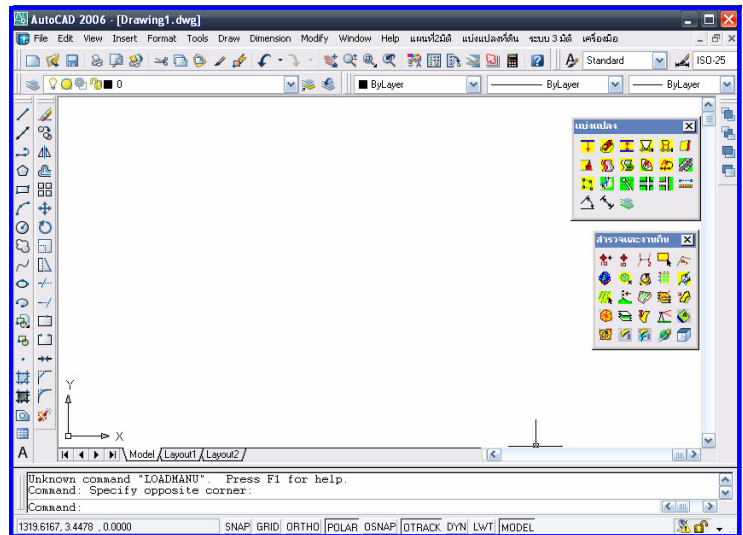 AutoCAD 2006 - [Drawing1.dwg]
File Edit View Insert Format Tools Draw Dimension Modify Window Help แผนที่2มิติ แบ่งแปลงที่ดิน ระบบ 3 มิติ เครื่องมือ
Standard ISO-25
0 ByLayer ByLayer ByLayer
แบ่งแปลง
สำรวจและงานดิน
Y
X
Model Layout1 Layout2
A
Unknown command "LOADMANU". Press F1 for help.
Command: Specify opposite corner:
Command:
1319.6167, 3.4478 , 0.0000 SNAP GRID ORTHO POLAR OSNAP OTRACK DYN LWT MODEL